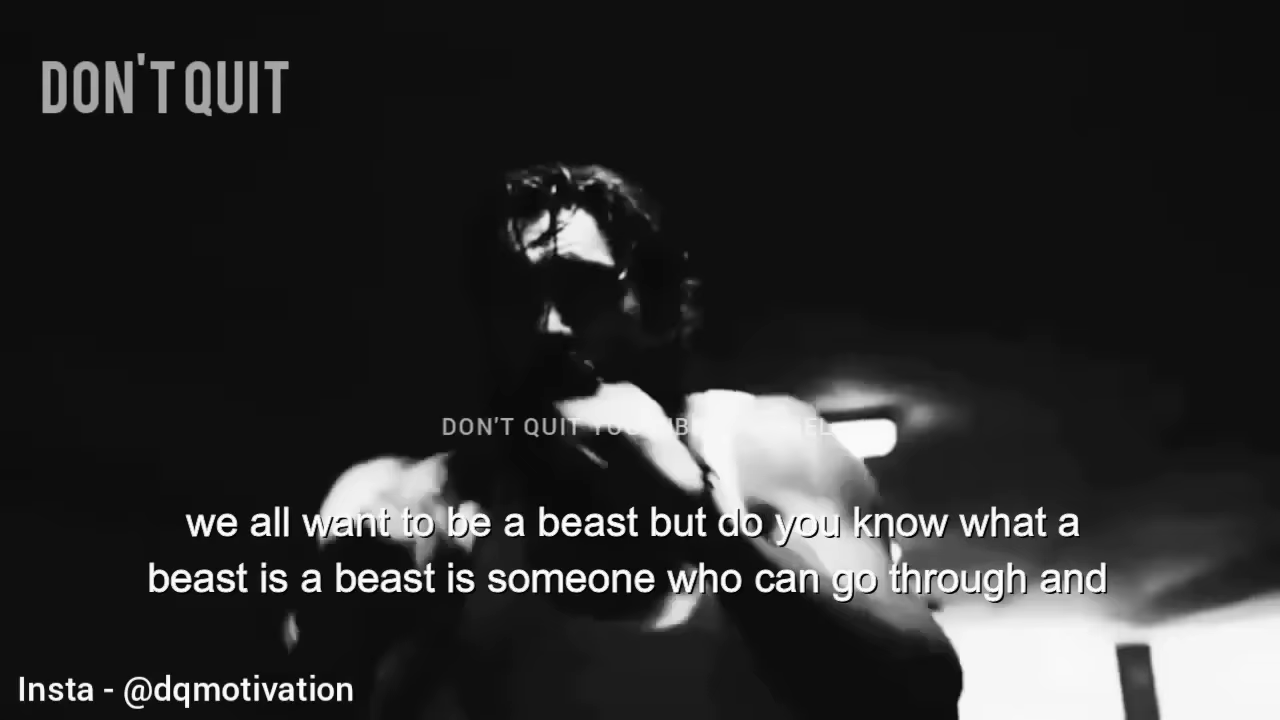 DON'T QUIT
DON'T QUIT
we all want to be a beast but do you know what a
beast is a beast is someone who can go through and
Insta - @dqmotivation